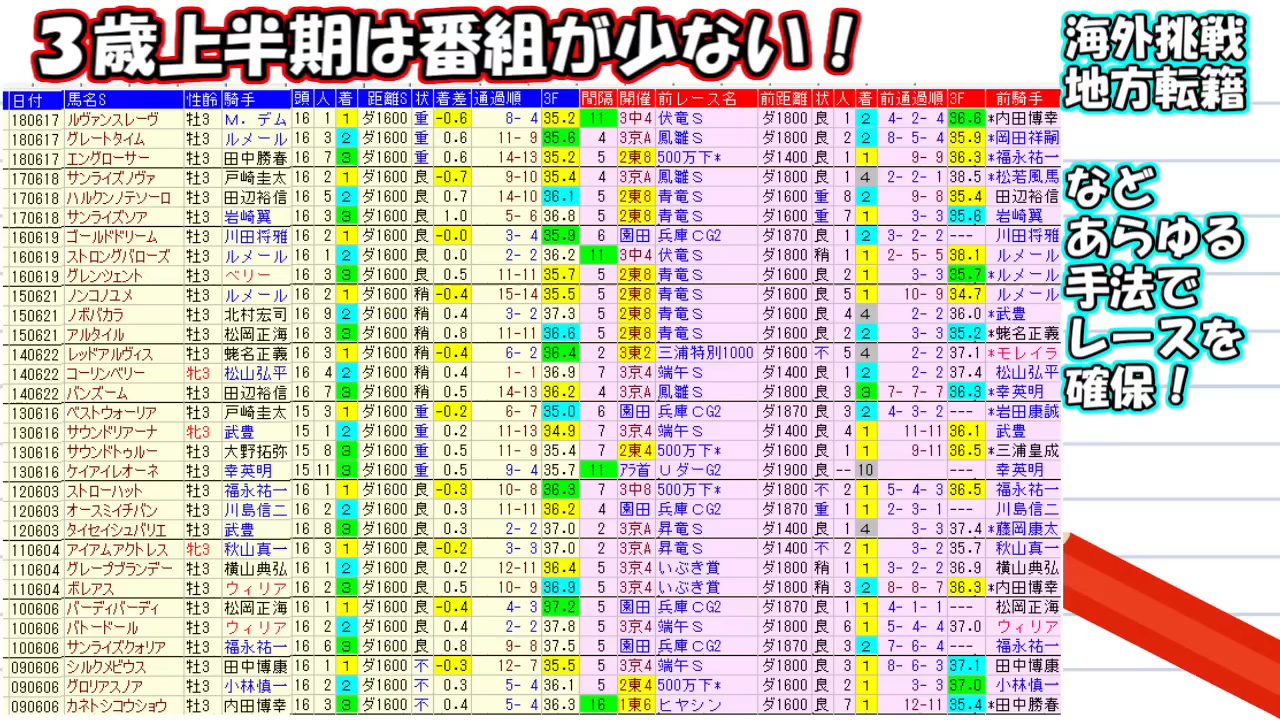 ３歳上半期は番組が少ない！
海外挑戦
地方転籍
など
あらゆる
手法で
レースを
確保！
日付 馬名S 性齢 騎手 頭 人 着 距離S 状 着差 通過順 3F 間隔 開催 前レース名 前距離 状 人 着 前通過順 3F 前騎手
180617 ルヴァンスレーヴ 牡3 Ｍ．デム 16 1 1 ダ1600 重 -0.6 8- 4 35.2 11 3中4 伏竜Ｓ ダ1800 良 1 2 4- 2- 4 36.6 *内田博幸
180617 グレートタイム 牡3 ルメール 16 3 2 ダ1600 重 0.6 11- 9 35.6 4 3京A 鳳雛Ｓ ダ1800 良 2 2 8- 5- 4 35.9 *岡田祥嗣
180617 エングローサー 牡3 田中勝春 16 7 3 ダ1600 重 0.6 14-13 35.2 5 2東8 500万下* ダ1400 良 1 1 9- 9 36.3 *福永祐一
170618 サンライズノヴァ 牡3 戸崎圭太 16 2 1 ダ1600 良 -0.7 9-10 35.4 4 3京A 鳳雛Ｓ ダ1800 良 1 4 2- 2- 1 38.5 *松若風馬
170618 ハルクンノテソーロ 牡3 田辺裕信 16 5 2 ダ1600 良 0.7 14-10 36.1 5 2東8 青竜Ｓ ダ1600 重 8 2 9- 8 35.4 田辺裕信
170618 サンライズソア 牡3 岩崎翼 16 3 3 ダ1600 良 1.0 5- 6 36.8 5 2東8 青竜Ｓ ダ1600 重 7 1 3- 3 35.6 岩崎翼
160619 ゴールドドリーム 牡3 川田将雅 16 2 1 ダ1600 良 -0.0 3- 4 35.9 6 園田 兵庫CG2 ダ1870 良 1 2 3- 2- 2 --- 川田将雅
160619 ストロングバローズ 牡3 ルメール 16 1 2 ダ1600 良 0.0 2- 2 36.2 11 3中4 伏竜Ｓ ダ1800 稍 1 1 2- 5- 5 38.1 ルメール
160619 グレンツェント 牡3 ベリー 16 3 3 ダ1600 良 0.5 11-11 35.7 5 2東8 青竜Ｓ ダ1600 良 2 1 3- 3 35.7 *ルメール
150621 ノンコノユメ 牡3 ルメール 16 2 1 ダ1600 稍 -0.4 15-14 35.5 5 2東8 青竜Ｓ ダ1600 良 5 1 10- 9 34.7 ルメール
150621 ノボバカラ 牡3 北村宏司 16 9 2 ダ1600 稍 0.4 3- 2 37.3 5 2東8 青竜Ｓ ダ1600 良 4 4 2- 2 36.0 *武豊
150621 アルタイル 牡3 松岡正海 16 3 3 ダ1600 稍 0.8 11-11 36.6 5 2東8 青竜Ｓ ダ1600 良 2 2 3- 3 35.2 *蛯名正義
140622 レッドアルヴィス 牡3 蛯名正義 16 3 1 ダ1600 稍 -0.4 6- 2 36.4 2 3東2 三浦特別1000 ダ1600 不 5 4 2- 2 37.1 *モレイラ
140622 コーリンベリー 牝3 松山弘平 16 4 2 ダ1600 稍 0.4 1- 1 36.9 7 3京4 端午Ｓ ダ1400 良 2 2 2- 2 37.4 松山弘平
140622 バンズーム 牡3 田辺裕信 16 7 3 ダ1600 稍 0.5 14-13 36.2 4 3京A 鳳雛Ｓ ダ1800 良 3 3 7- 7- 7 36.3 *幸英明
130616 ベストウォーリア 牡3 戸崎圭太 15 3 1 ダ1600 重 -0.2 6- 7 35.0 6 園田 兵庫CG2 ダ1870 良 3 2 4- 3- 2 --- *岩田康誠
130616 サウンドリアーナ 牝3 武豊 15 1 2 ダ1600 重 0.2 11-13 34.9 7 3京4 端午Ｓ ダ1400 良 4 1 11-11 36.1 武豊
130616 サウンドトゥルー 牡3 大野拓弥 15 8 3 ダ1600 重 0.5 11- 9 35.4 7 2東4 500万下* ダ1600 良 1 1 9-11 36.5 *三浦皇成
130616 ケイアイレオーネ 牡3 幸英明 15 11 3 ダ1600 重 0.5 9- 4 35.7 11 アラ首 ＵダーG2 ダ1900 良 -- 10 --- 幸英明
120603 ストローハット 牡3 福永祐一 16 1 1 ダ1600 良 -0.3 10- 8 36.3 7 3中8 500万下* ダ1800 不 2 1 5- 4- 3 36.5 福永祐一
120603 オースミイチバン 牡3 川島信二 16 2 2 ダ1600 良 0.3 11-11 36.2 4 園田 兵庫CG2 ダ1870 重 1 1 2- 3- 1 --- 川島信二
120603 タイセイシュバリエ 牡3 武豊 16 8 3 ダ1600 良 0.3 2- 2 37.0 2 3京A 昇竜Ｓ ダ1400 良 1 4 3- 3 37.4 *藤岡康太
110604 アイアムアクトレス 牝3 秋山真一 16 3 1 ダ1600 良 -0.2 3- 3 37.0 2 3京A 昇竜Ｓ ダ1400 不 2 1 3- 2 35.7 秋山真一
110604 グレープブランデー 牡3 横山典弘 16 1 2 ダ1600 良 0.2 12-11 36.4 5 3京4 いぶき賞 ダ1800 稍 1 1 3- 2- 2 36.9 横山典弘
110604 ボレアス 牡3 ウィリア 16 5 3 ダ1600 良 0.5 10- 9 36.9 5 3京4 いぶき賞 ダ1800 稍 3 2 8- 8- 7 36.3 *内田博幸
100606 バーディバーディ 牡3 松岡正海 16 1 1 ダ1600 良 -0.4 4- 3 37.2 5 園田 兵庫CG2 ダ1870 良 1 1 4- 1- 1 --- 松岡正海
100606 バトードール 牡3 ウィリア 16 2 2 ダ1600 良 0.4 2- 2 37.8 5 3京4 端午Ｓ ダ1800 良 6 1 5- 4- 4 37.0 ウィリア
100606 サンライズクォリア 牡3 福永祐一 16 6 3 ダ1600 良 0.8 9- 8 37.5 5 園田 兵庫CG2 ダ1870 良 3 2 7- 6- 4 --- 福永祐一
090606 シルクメビウス 牡3 田中博康 16 1 1 ダ1600 不 -0.3 12- 7 35.5 5 3京4 端午Ｓ ダ1800 良 3 1 8- 6- 3 37.1 田中博康
090606 グロリアスノア 牡3 小林慎一 16 2 2 ダ1600 不 0.3 5- 4 36.1 5 2東4 500万下* ダ1600 良 2 1 3- 3 37.0 小林慎一
090606 カネトシコウショウ 牡3 内田博幸 16 3 3 ダ1600 不 0.4 5- 4 36.3 16 1東6 ヒヤシン ダ1600 良 7 1 12-11 35.4 *田中博康